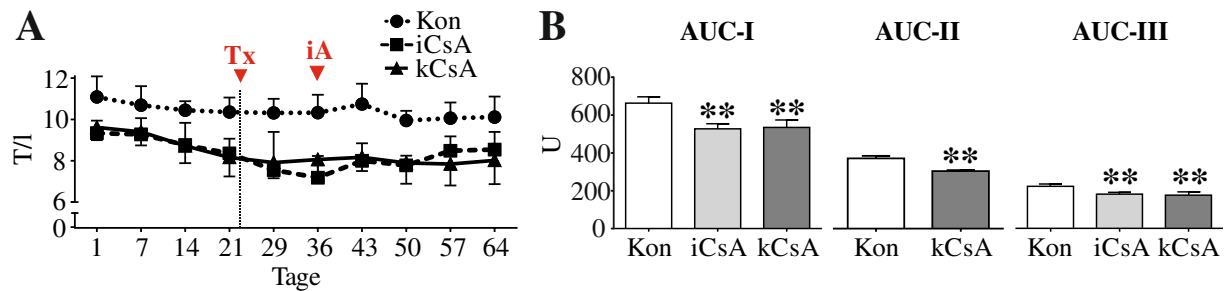 A
Kon
iCsA
kCsA
Tx
iA
T/l
12
10
8
6
0
1 7 14 21 29 36 43 50 57 64
Tage
B
AUC-I AUC-II AUC-III
U
800
600
400
200
0
** ** ** ** **
Kon iCsA kCsA Kon kCsA Kon iCsA kCsA